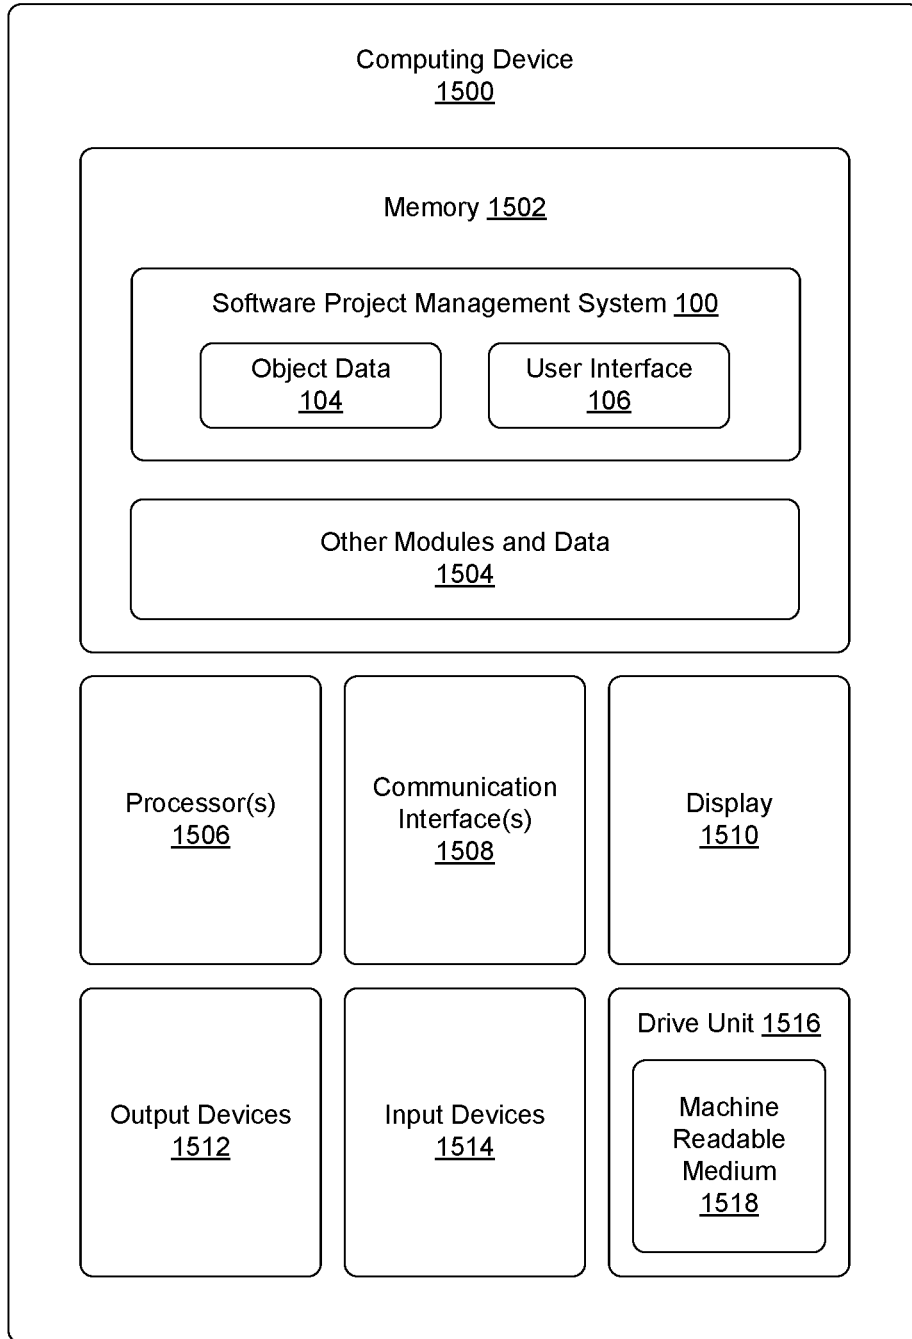 Computing Device
1500
Memory 1502
Software Project Management System 100
Object Data
104
User Interface
106
Other Modules and Data
1504
Processor(s)
1506
Communication
Interface(s)
1508
Display
1510
Output Devices
1512
Input Devices
1514
Drive Unit 1516
Machine
Readable
Medium
1518